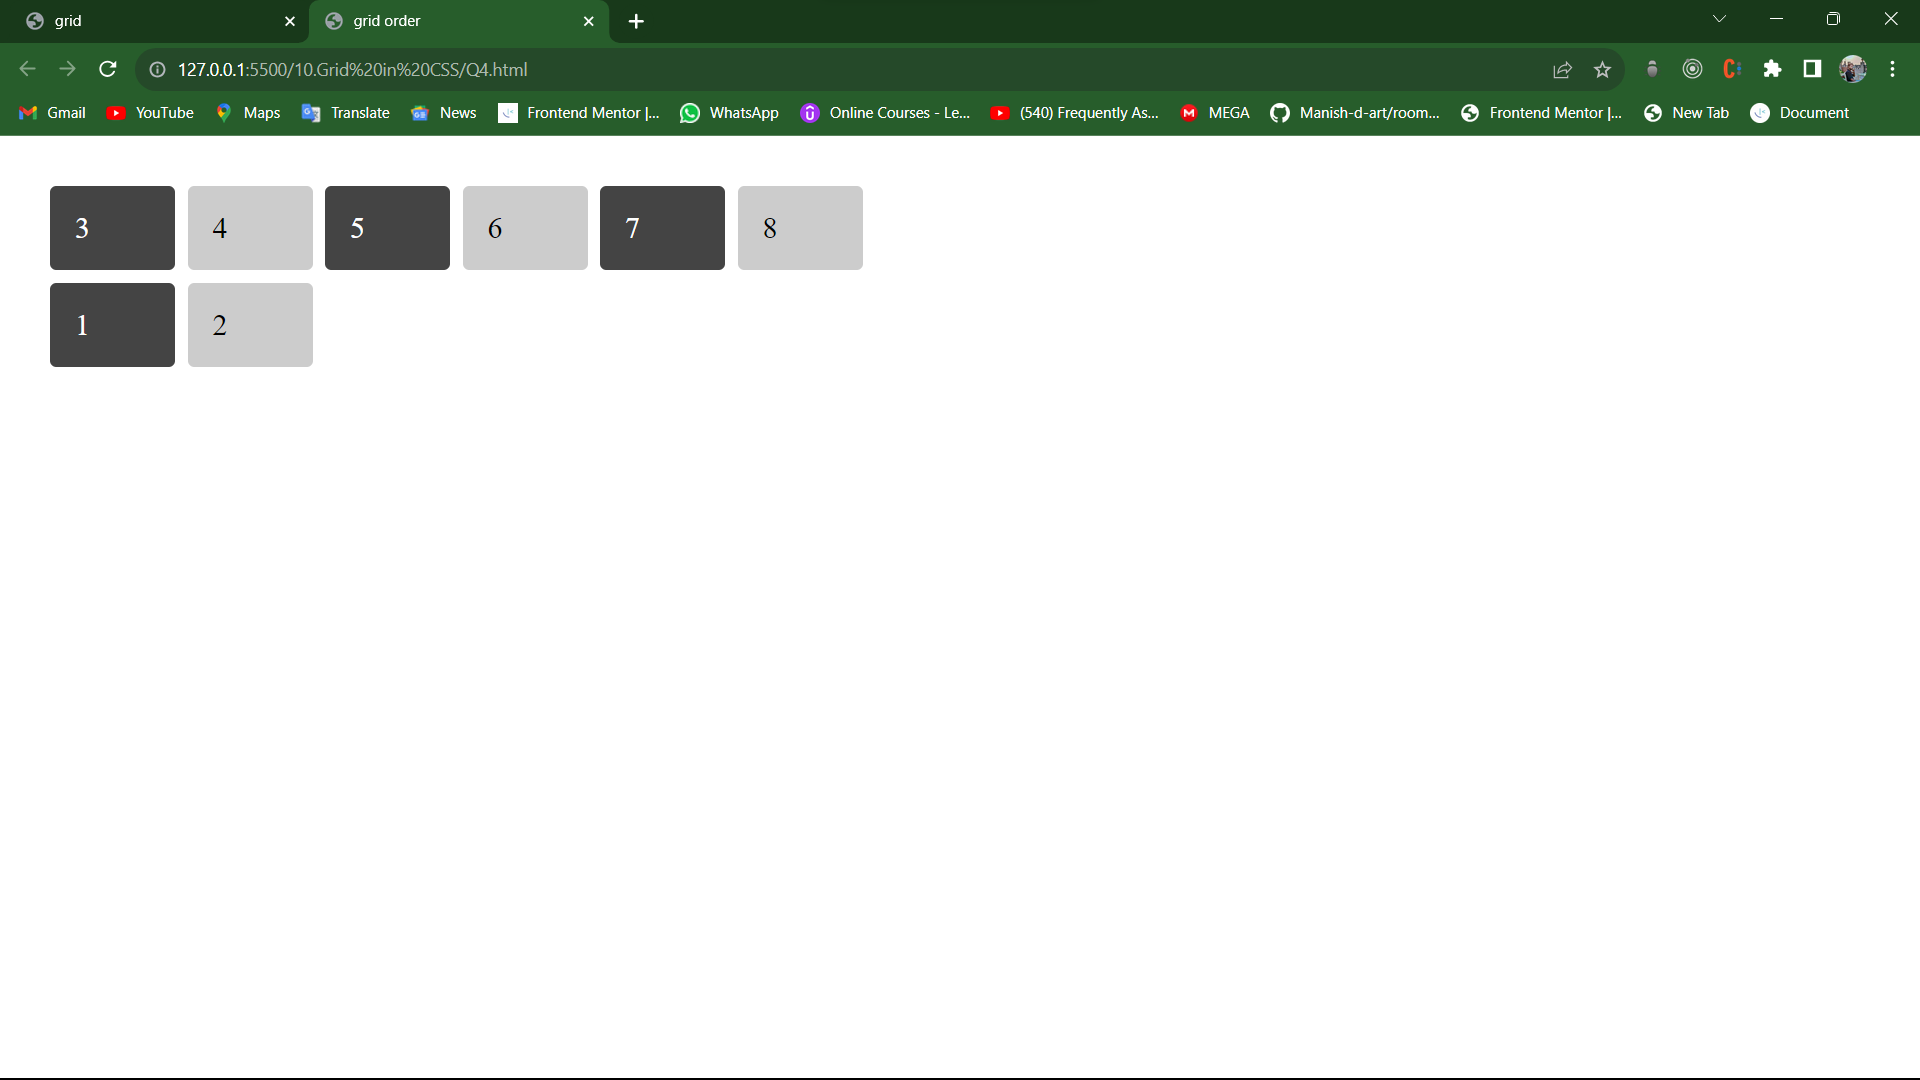 grid grid order
127.0.0.1:5500/10.Grid%20in%20CSS/Q4.html
Gmail YouTube Maps Translate News Frontend Mentor |... WhatsApp Online Courses - Le... (540) Frequently As... MEGA Manish-d-art/room... Frontend Mentor |... New Tab Document
3 4 5 6 7 8
1 2